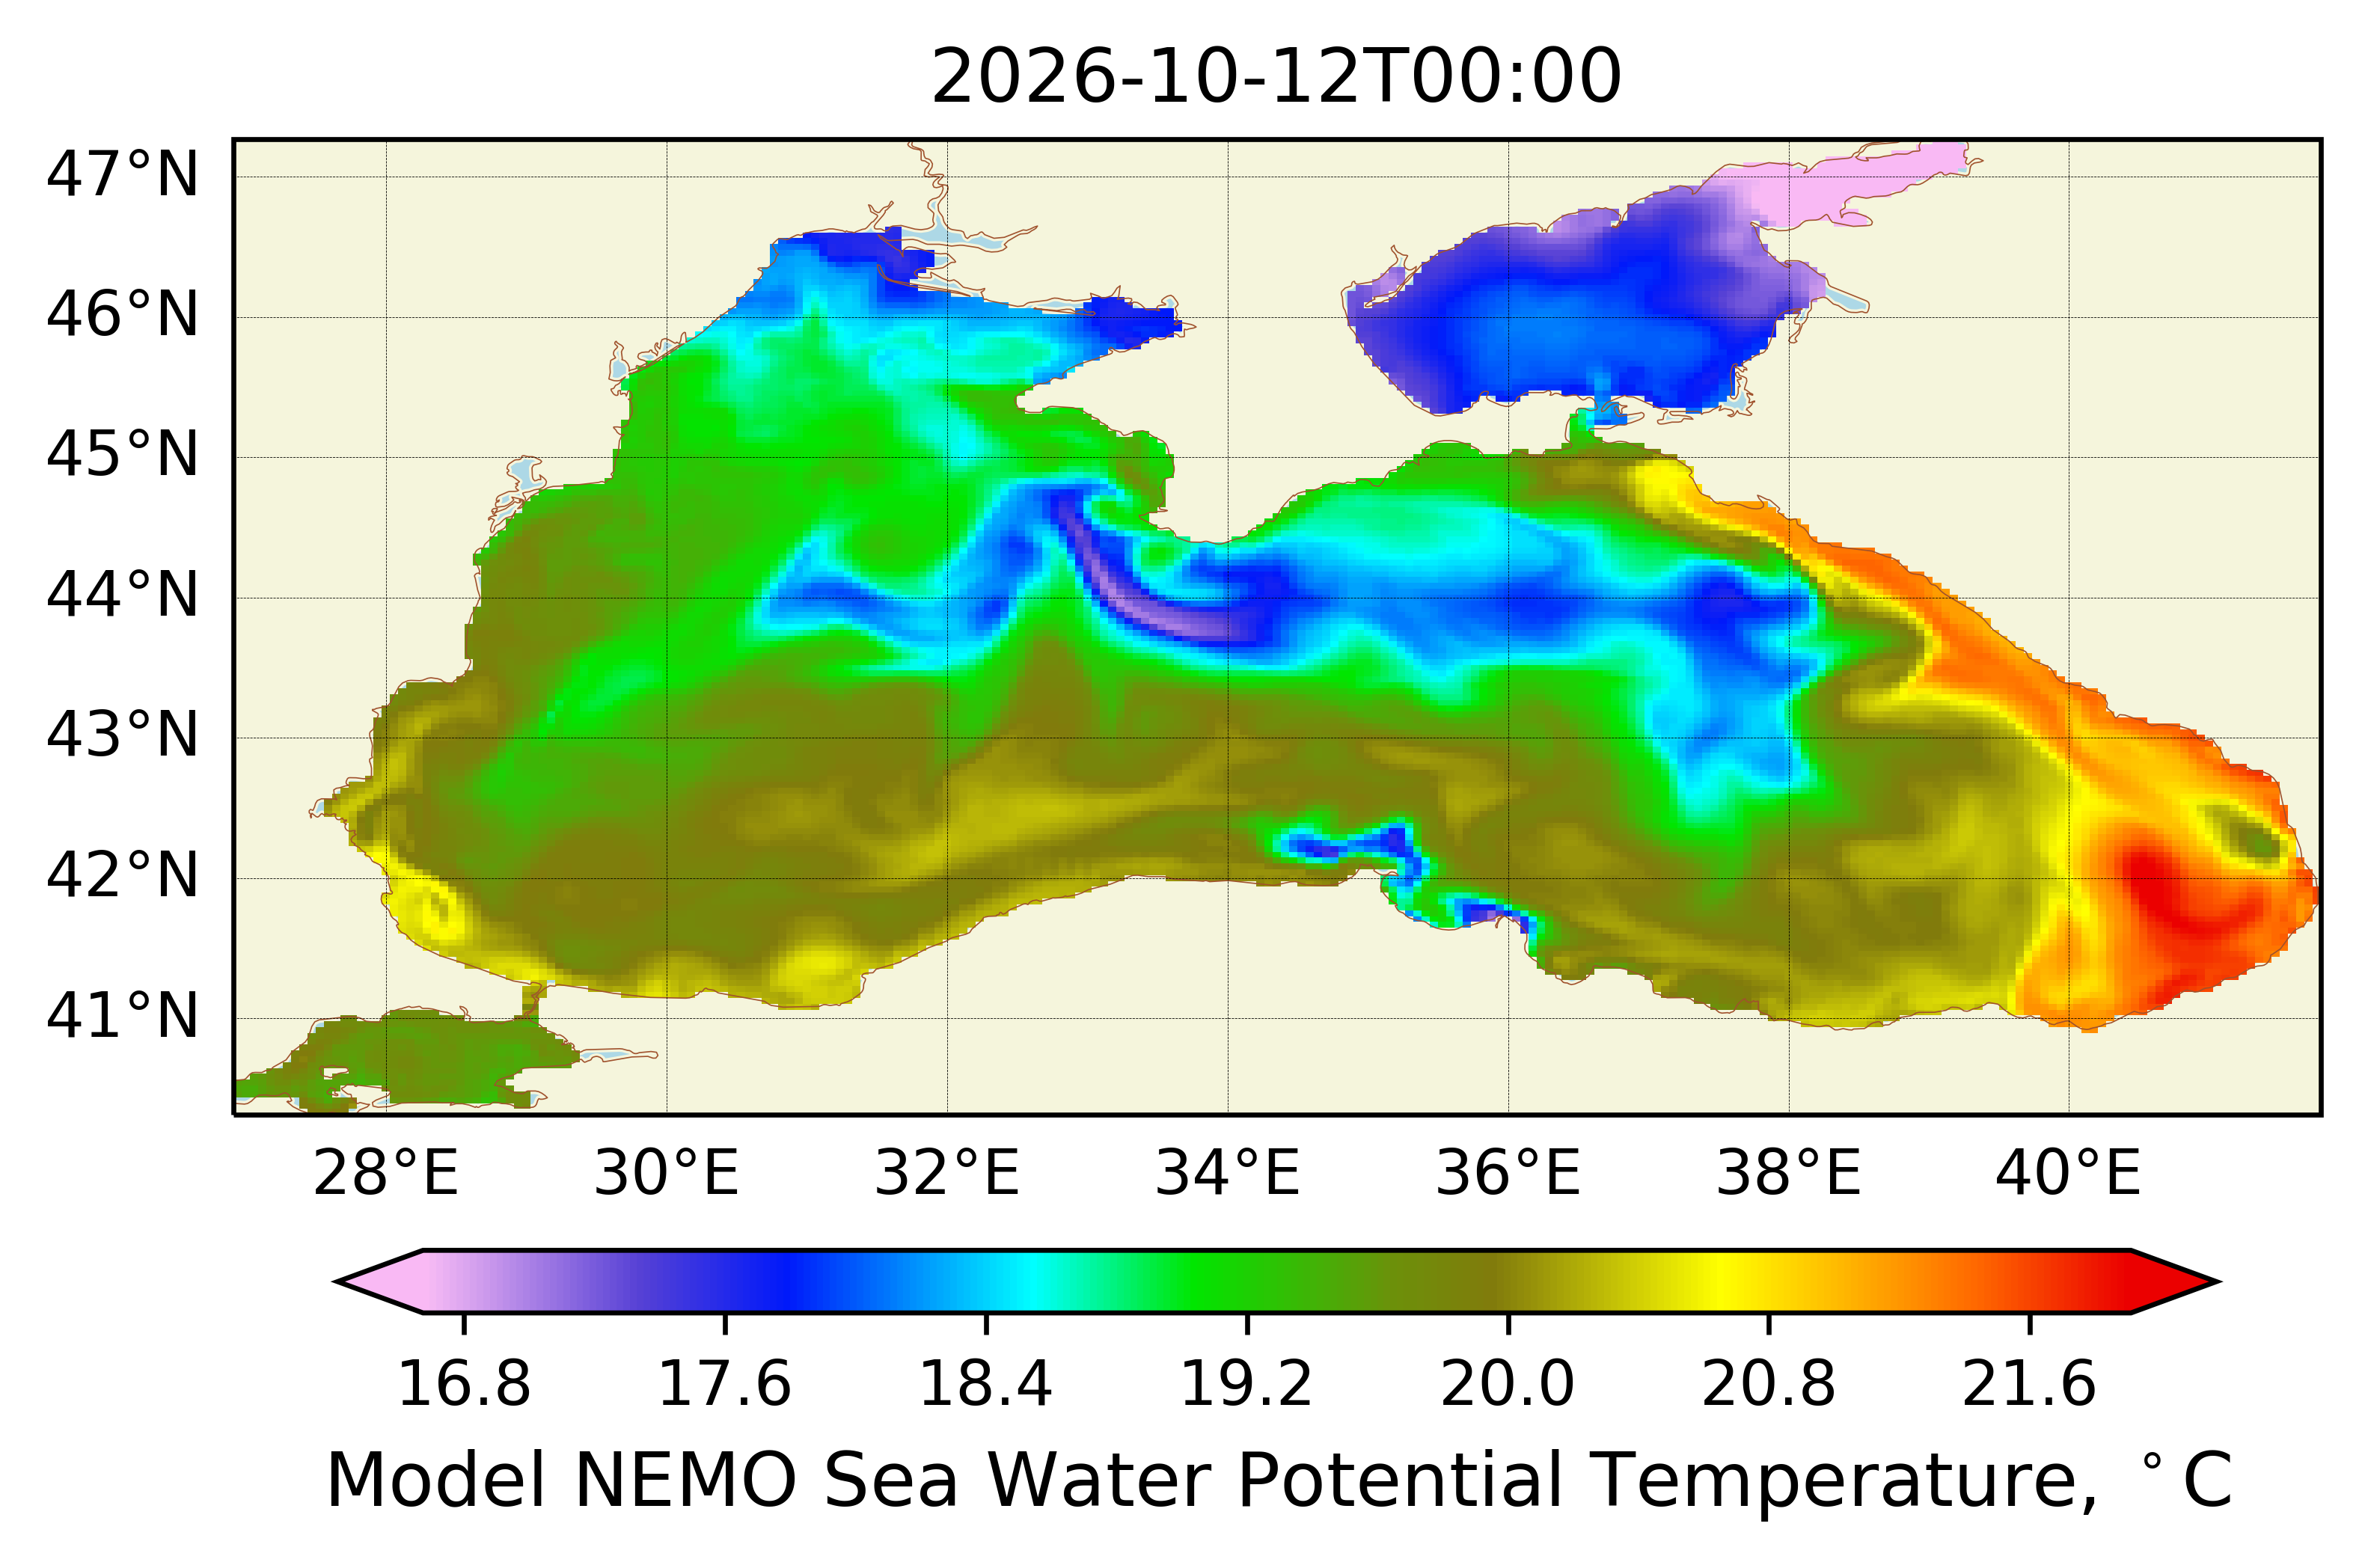 2026-10-12T00:00
47°N
46°N
45°N
44°N
43°N
42°N
41°N
28°E 30°E 32°E 34°E 36°E 38°E 40°E
16.8 17.6 18.4 19.2 20.0 20.8 21.6
Model NEMO Sea Water Potential Temperature, °C